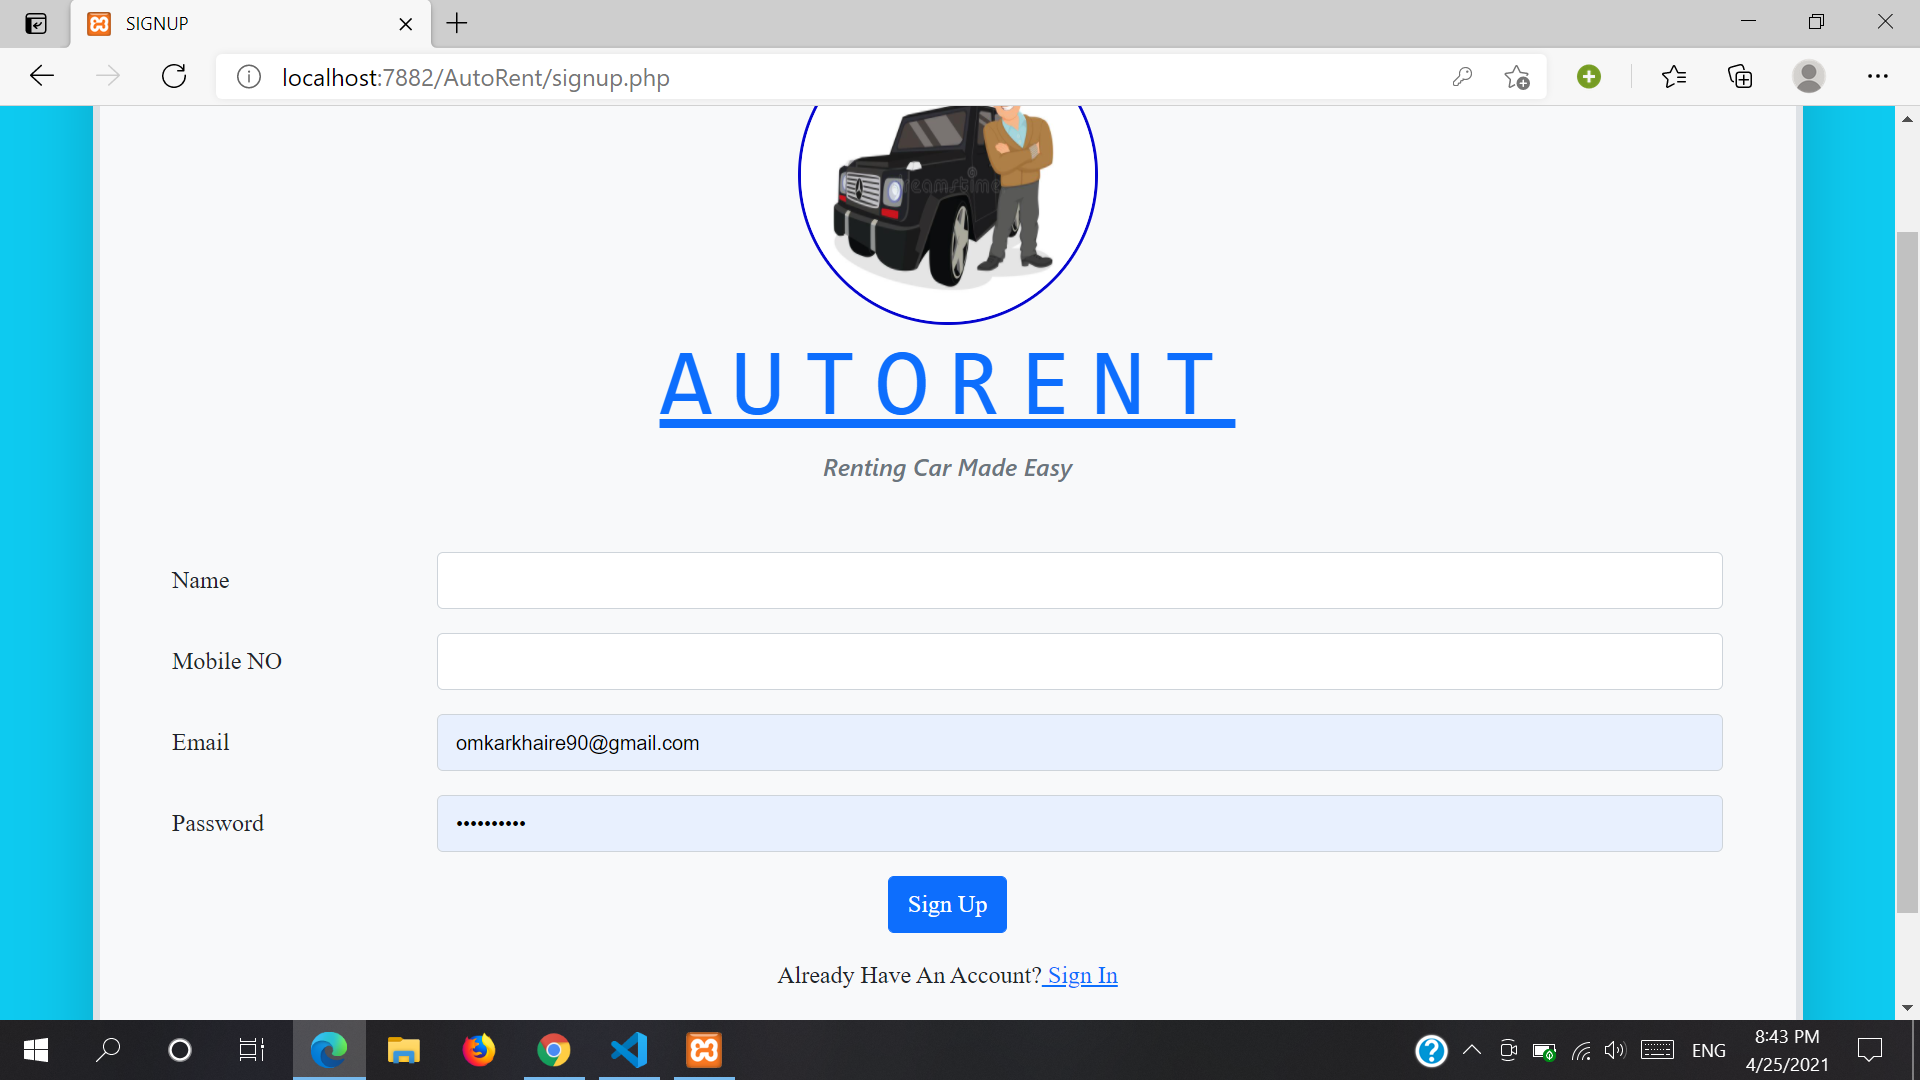 SIGNUP
localhost:7882/AutoRent/signup.php
dreamstime
AUTORENT
Renting Car Made Easy
Name
Mobile NO
Email
omkarkhaire90@gmail.com
Password
••••••••••
Sign Up
Already Have An Account? Sign In
ENG
8:43 PM
4/25/2021